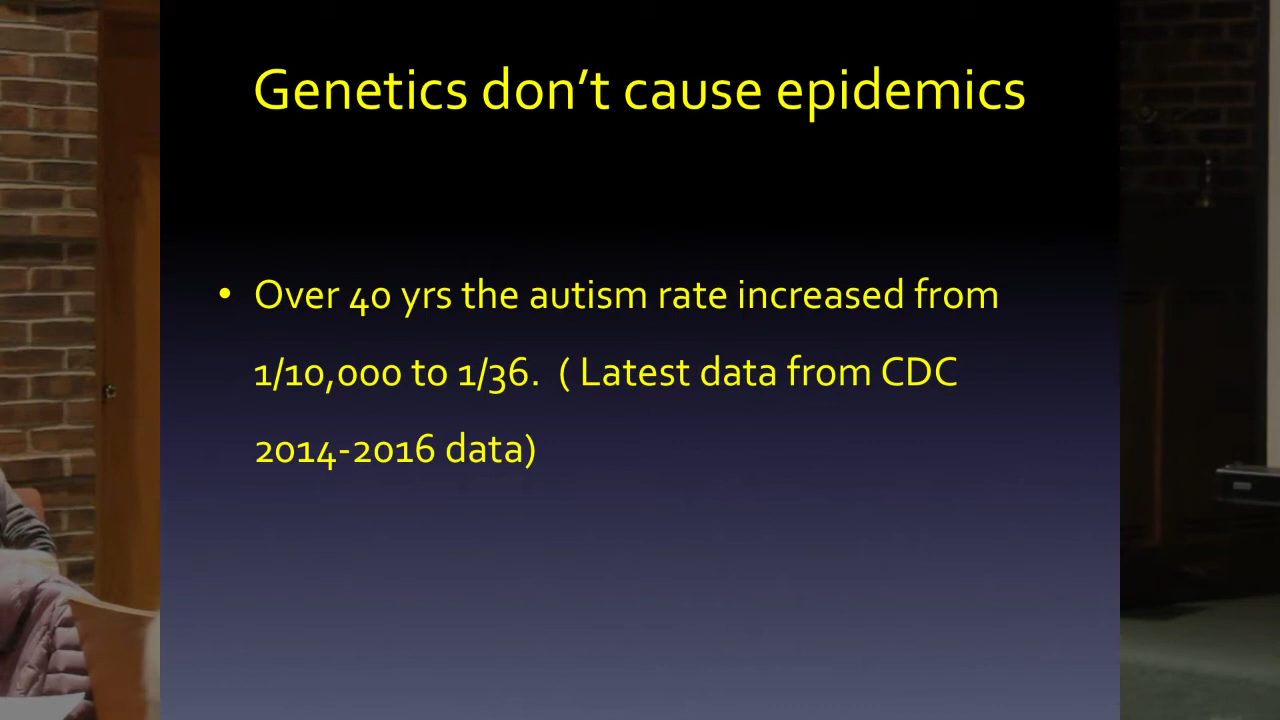 Genetics don’t cause epidemics
• Over 40 yrs the autism rate increased from
1/10,000 to 1/36. ( Latest data from CDC
2014-2016 data)